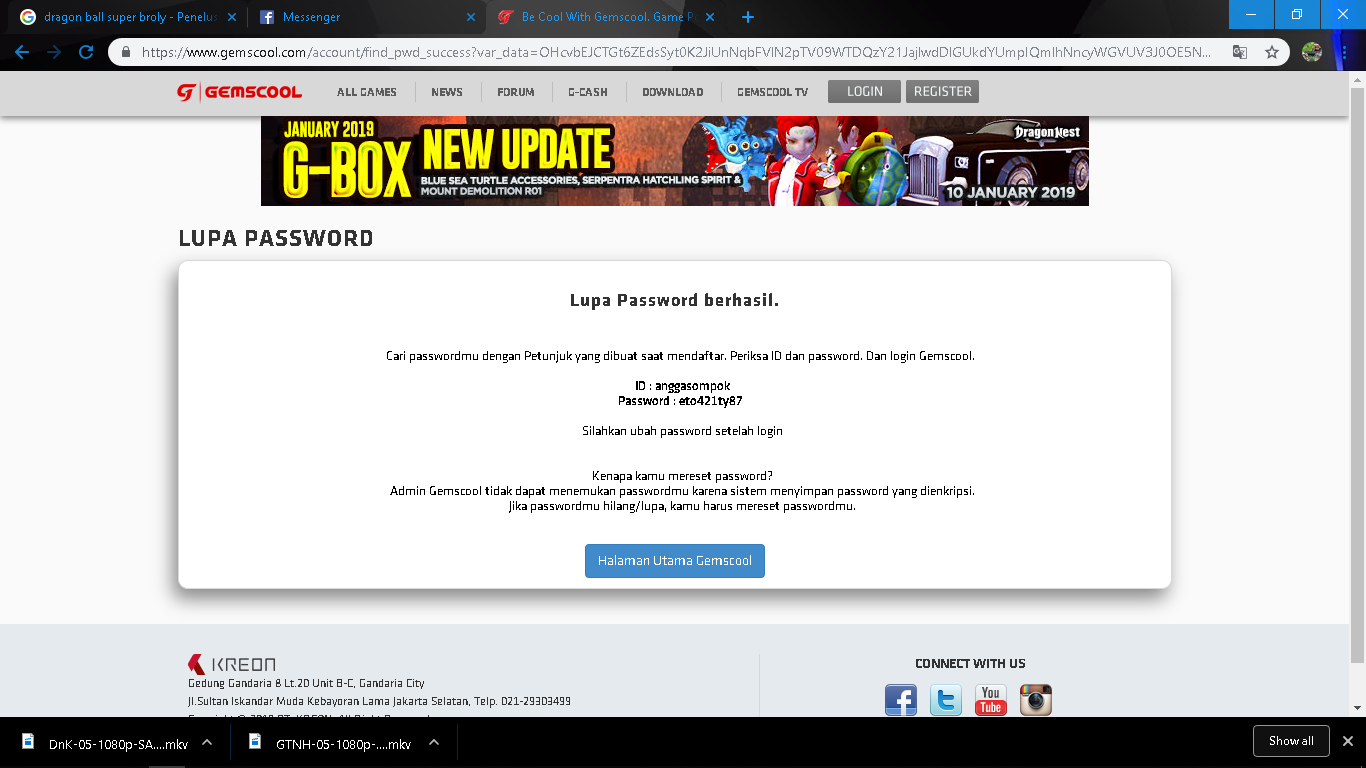 dragon ball super broly - Penelus
Messenger
Be Cool With Gemscool. Game P
https://www.gemscool.com/account/find_pwd_success?var_data=OHcvbEJCTGt6ZEdsSyt0K2JiUnNqbFVlN2pTV09WTDQzY21JajlwdDlGUkdYUmplQmlhNncyWGVUV3J0OE5N...
GEMSCOOL
ALL GAMES
NEWS
FORUM
G-CASH
DOWNLOAD
GEMSCOOL TV
LOGIN
REGISTER
JANUARY 2019
G-BOX
NEW UPDATE
BLUE SEA TURTLE ACCESSORIES, SERPENTRA HATCHLING SPIRIT &
MOUNT DEMOLITION R01
DragonNest
10 JANUARY 2019
LUPA PASSWORD
Lupa Password berhasil.
Cari passwordmu dengan Petunjuk yang dibuat saat mendaftar. Periksa ID dan password. Dan login Gemscool.
ID : anggasompok
Password : eto421ty87
Silahkan ubah password setelah login
Kenapa kamu mereset password?
Admin Gemscool tidak dapat menemukan passwordmu karena sistem menyimpan password yang dienkripsi.
Jika passwordmu hilang/lupa, kamu harus mereset passwordmu.
Halaman Utama Gemscool
KREON
Gedung Gandaria 8 Lt.20 Unit B-C, Gandaria City
Jl.Sultan Iskandar Muda Kebayoran Lama Jakarta Selatan, Telp. 021-29303499
CONNECT WITH US
You
Tube
DnK-05-1080p-SA....mkv
GTNH-05-1080p-....mkv
Show all